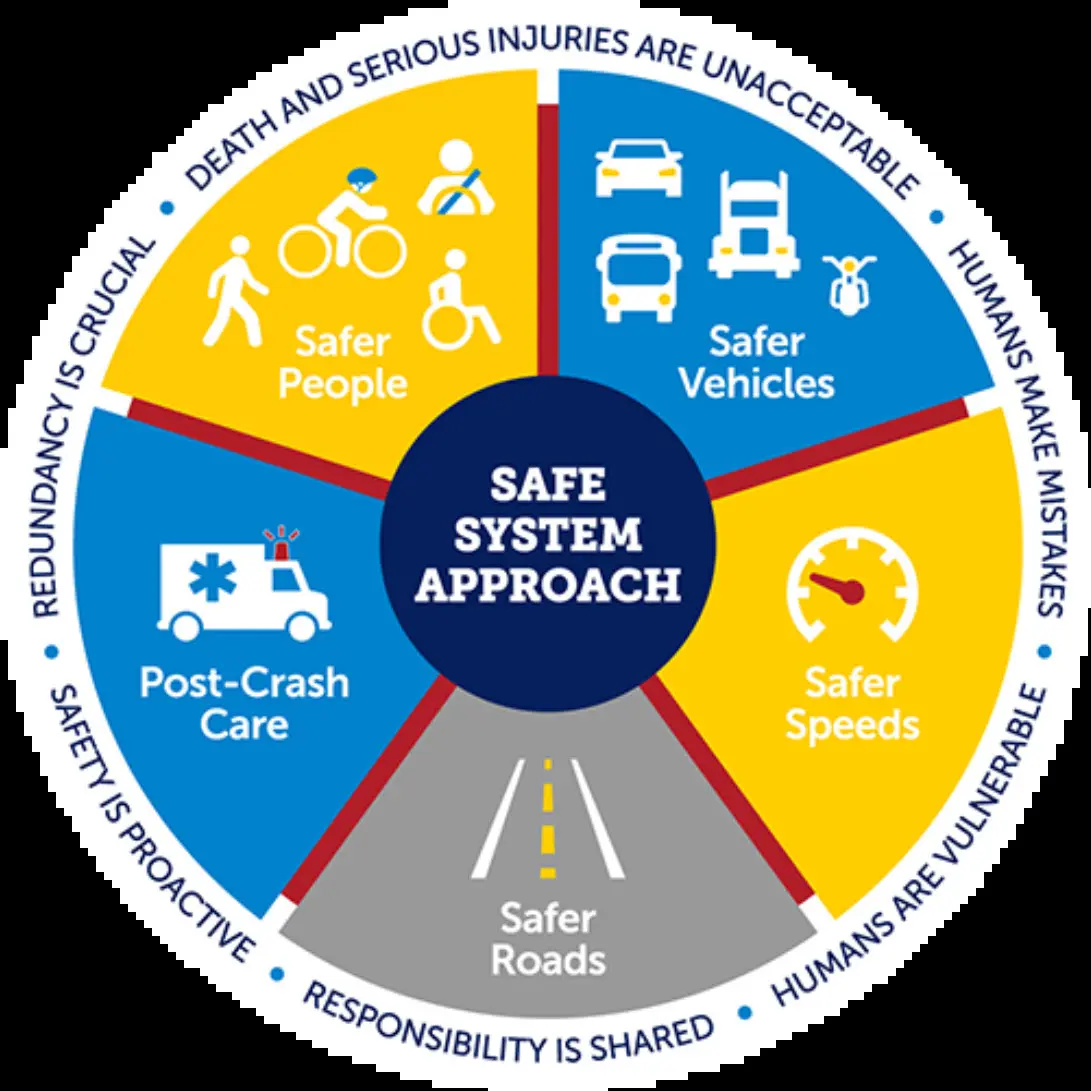 DEATH AND SERIOUS INJURIES ARE UNACCEPTABLE
HUMANS MAKE MISTAKES
HUMANS ARE VULNERABLE
RESPONSIBILITY IS SHARED
SAFETY IS PROACTIVE
REDUNDANCY IS CRUCIAL
Safer
People
Safer
Vehicles
SAFE
SYSTEM
APPROACH
Post-Crash
Care
Safer
Speeds
Safer
Roads